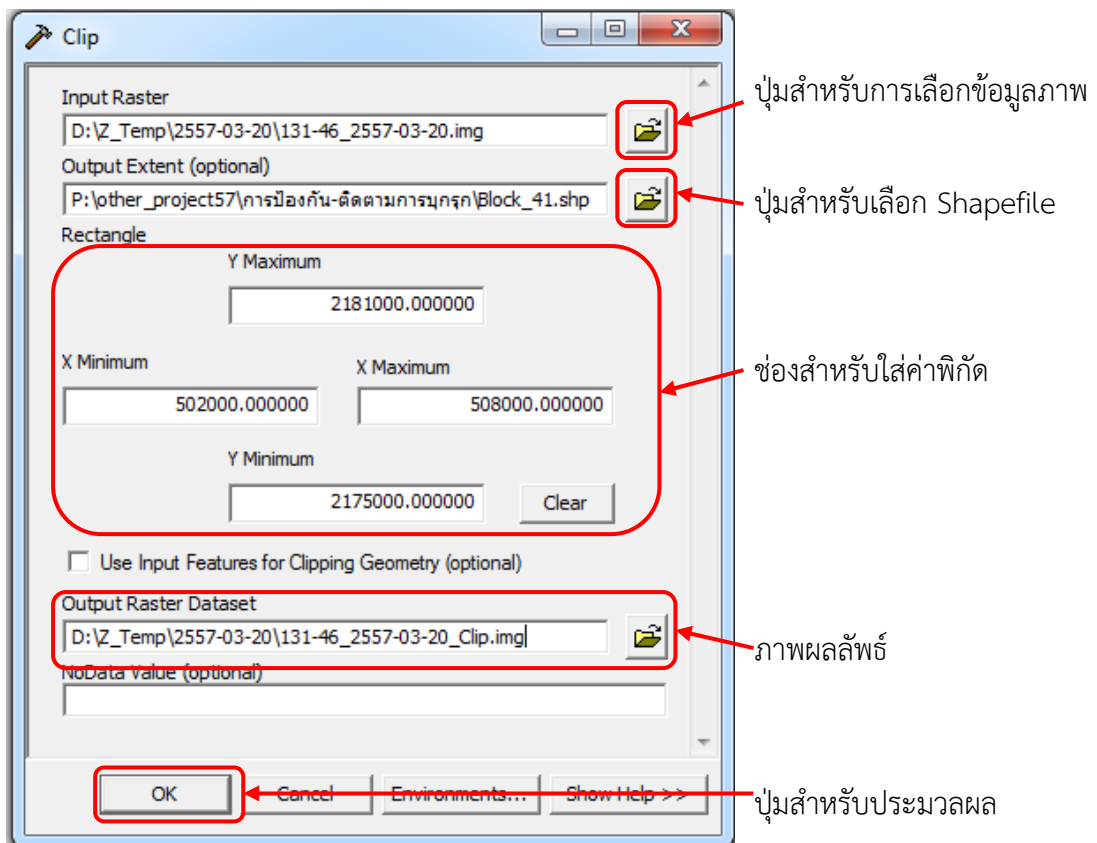 Clip
Input Raster
D:\Z_Temp\2557-03-20\131-46_2557-03-20.img
ปุ่มสำหรับการเลือกข้อมูลภาพ
Output Extent (optional)
P:\other_project57\การป้องกัน-ติดตามการบุกรุก\Block_41.shp
ปุ่มสำหรับเลือก Shapefile
Rectangle
Y Maximum
2181000.000000
X Minimum
X Maximum
ช่องสำหรับใส่ค่าพิกัด
502000.000000
508000.000000
Y Minimum
2175000.000000
Clear
Use Input Features for Clipping Geometry (optional)
Output Raster Dataset
D:\Z_Temp\2557-03-20\131-46_2557-03-20_Clip.img
ภาพผลลัพธ์
NoData Value (optional)
OK
Cancel
Environments...
Show Help >>
ปุ่มสำหรับประมวลผล